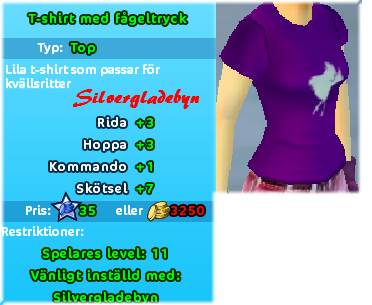 T-shirt med fågeltryck
Typ: Top
Lila t-shirt som passar för
kvällsritter
Silvergladebyn
Rida +3
Hoppa +3
Kommando +1
Skötsel +7
Pris: 35 eller 3250
Restriktioner:
Spelares level: 11
Vänligt inställd med:
Silvergladebyn